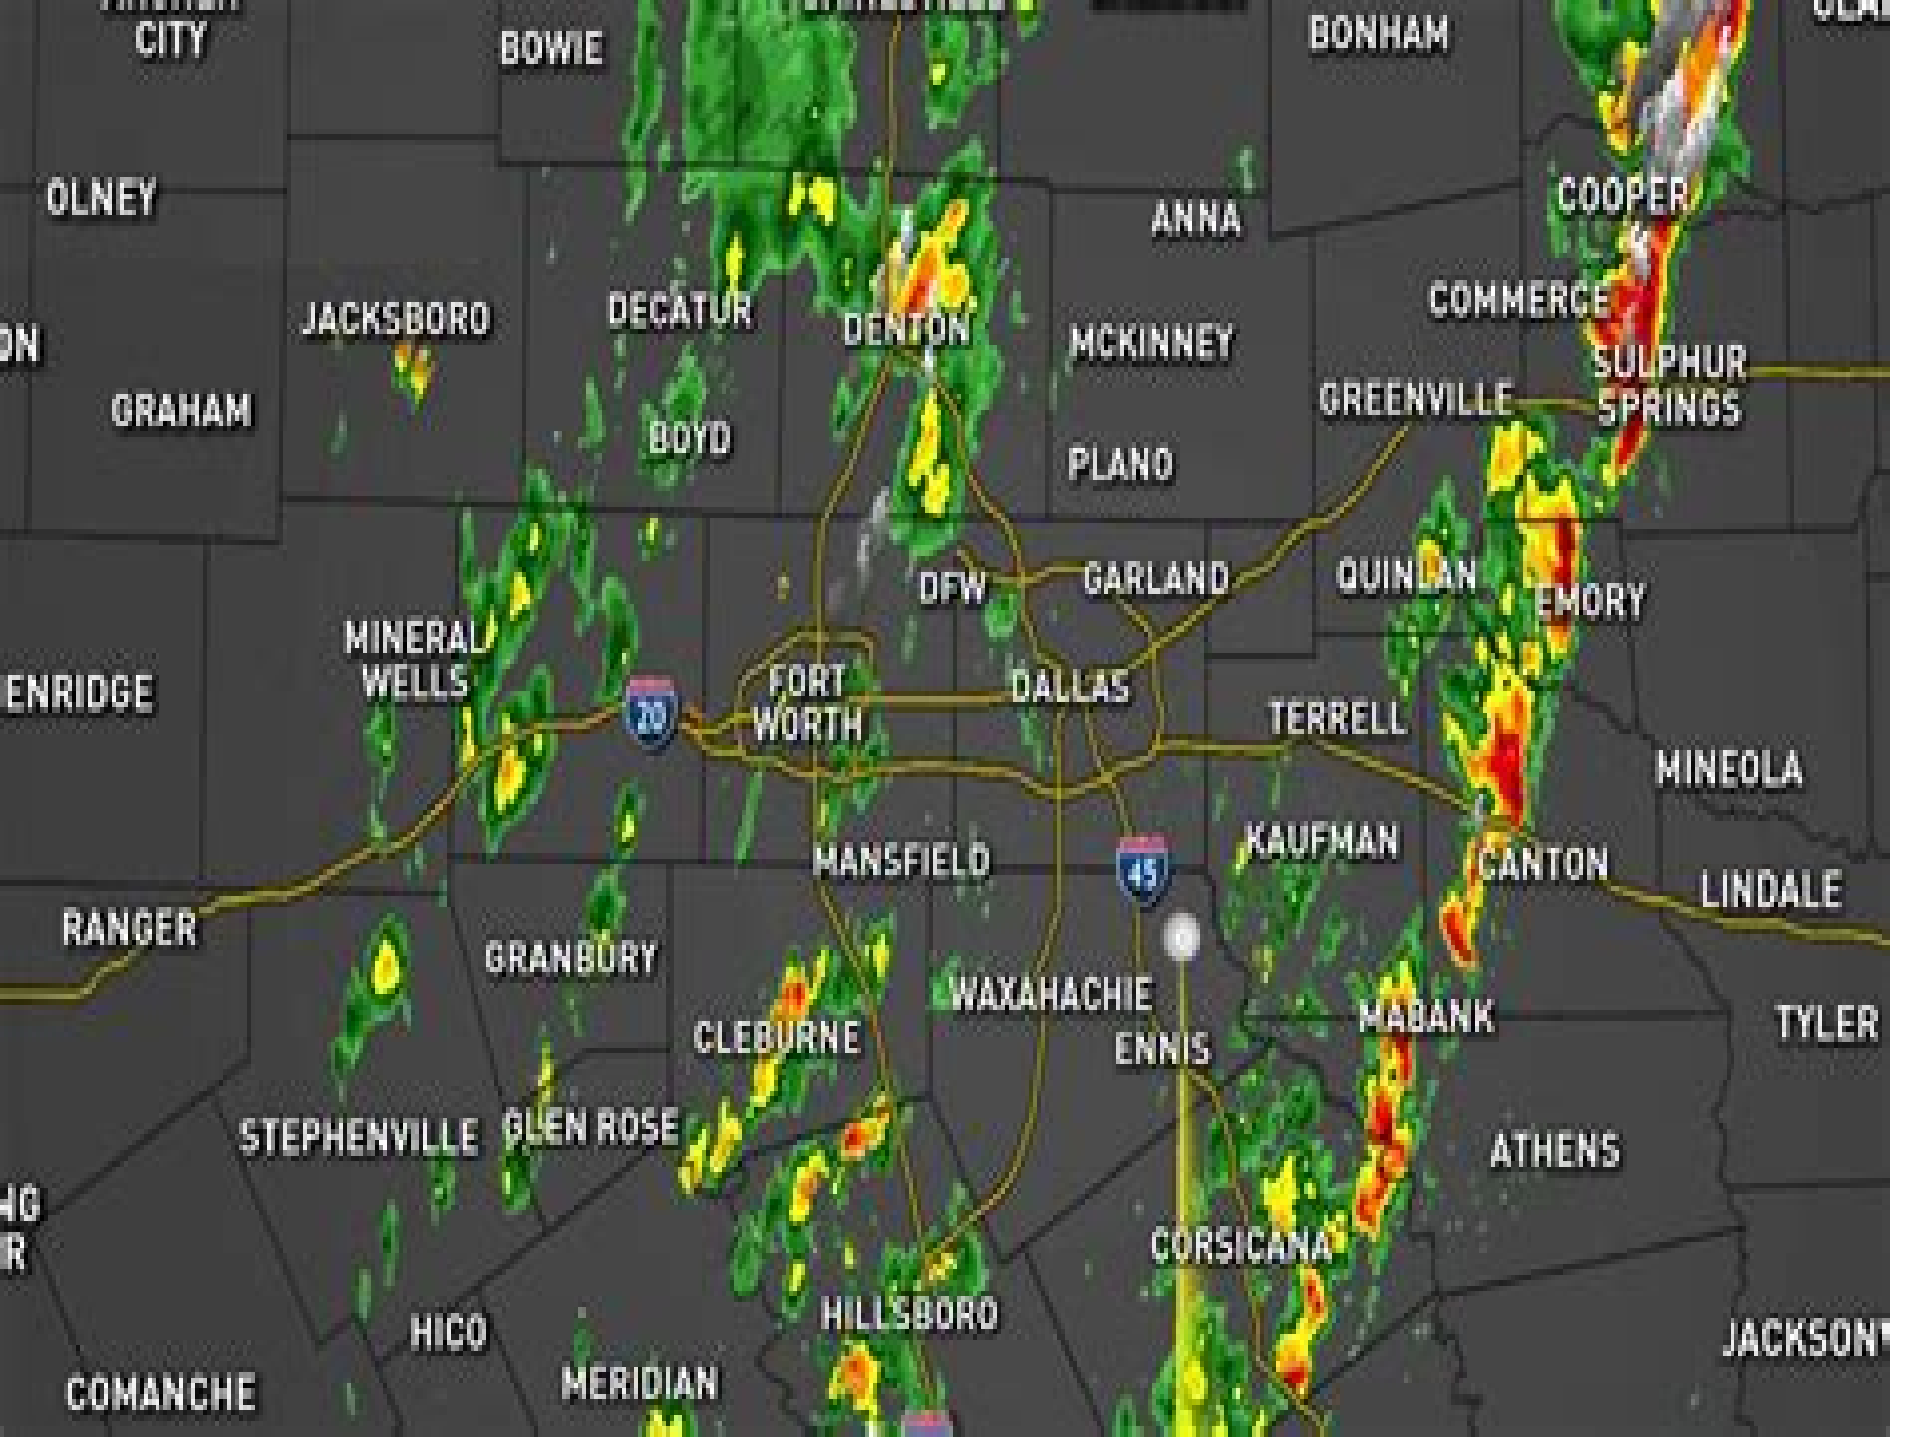 CITY
BOWIE
BONHAM
OLNEY
COOPER
ANNA
COMMERCE
JACKSBORO
DECATUR
DENTON
MCKINNEY
SULPHUR
SPRINGS
GREENVILLE
GRAHAM
BOYD
PLANO
DFW
GARLAND
QUINLAN
EMORY
MINERAL
WELLS
ENRIDGE
FORT
WORTH
DALLAS
20
TERRELL
MINEOLA
KAUFMAN
MANSFIELD
45
CANTON
LINDALE
RANGER
GRANBURY
WAXAHACHIE
MABANK
TYLER
CLEBURNE
ENNIS
STEPHENVILLE
GLEN ROSE
ATHENS
CORSICANA
HILLSBORO
HICO
JACKSON
MERIDIAN
COMANCHE